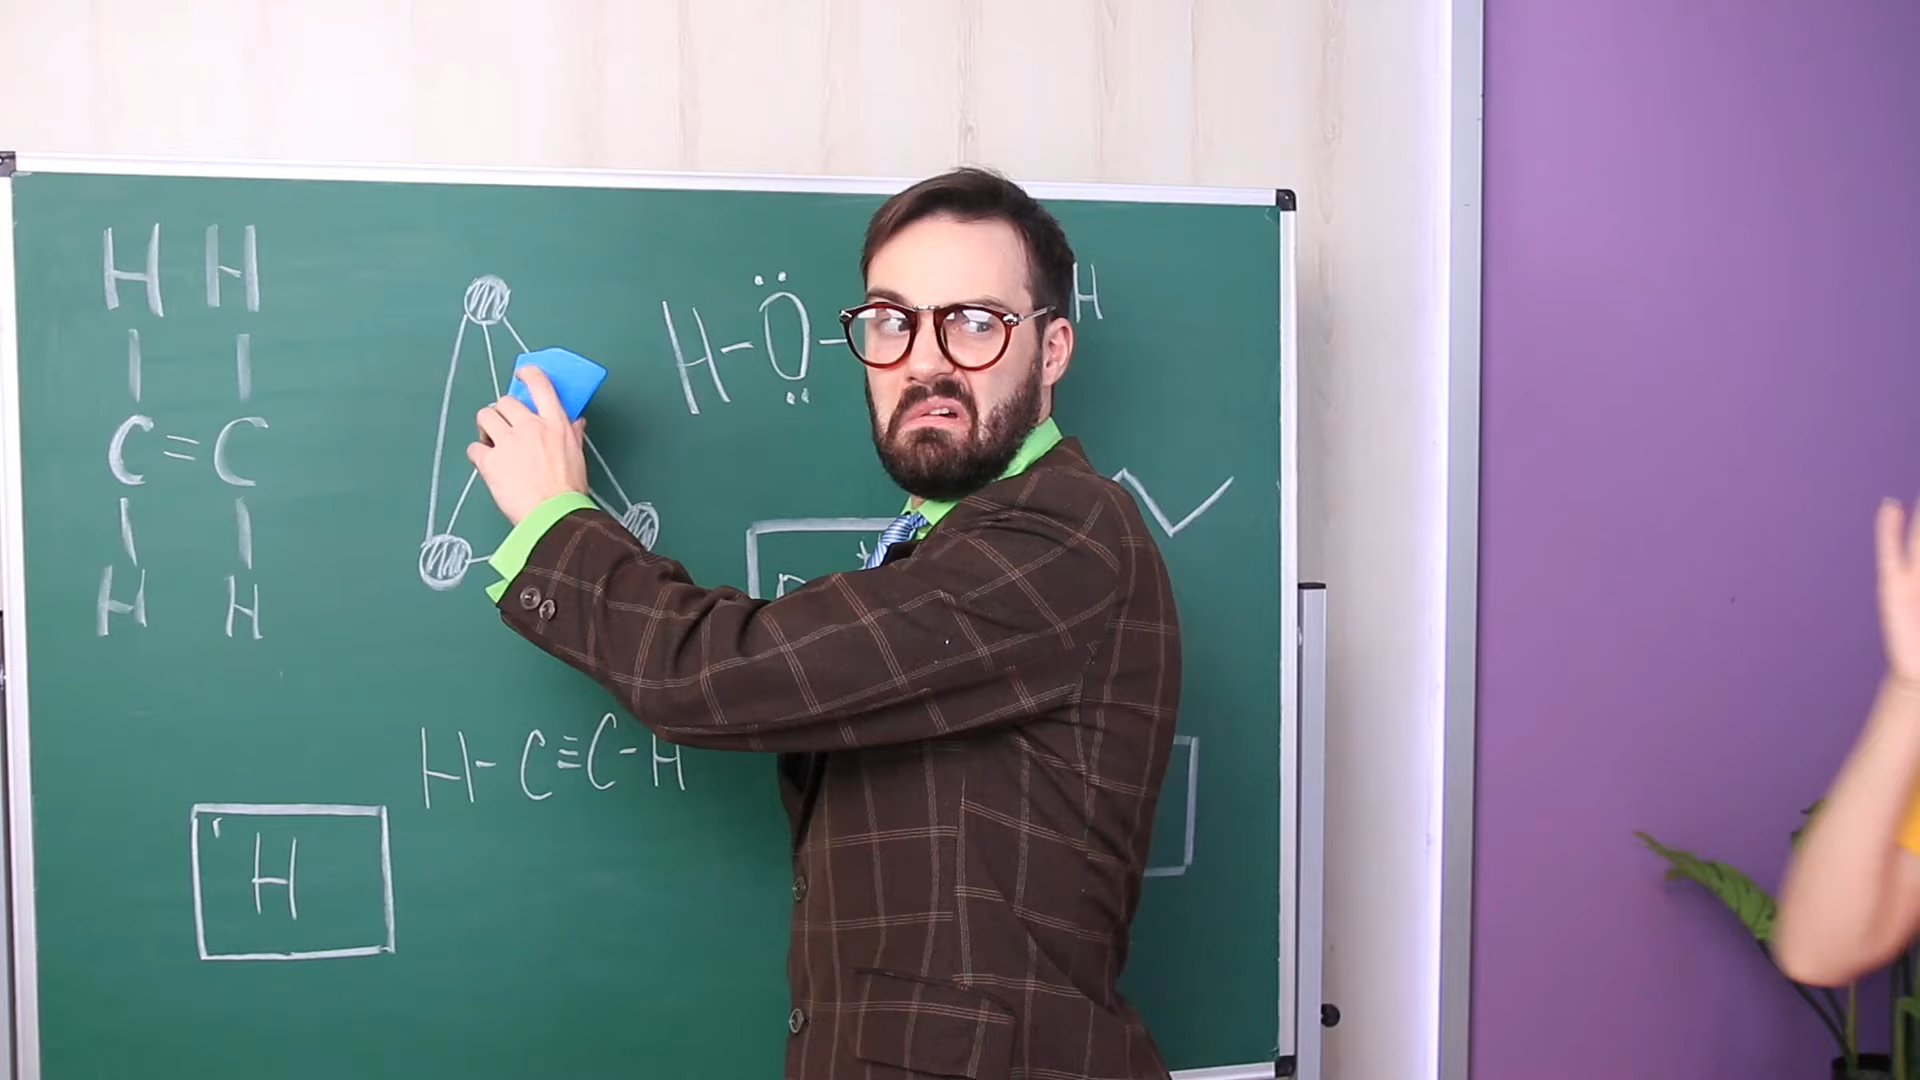 H H
| |
C = C
| |
H H
H-Ö-
H
H-C≡C-H
H